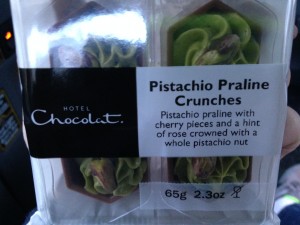 HOTEL
Chocolat.
Pistachio Praline
Crunches
Pistachio praline with
cherry pieces and a hint
of rose crowned with a
whole pistachio nut
65g 2.3oz